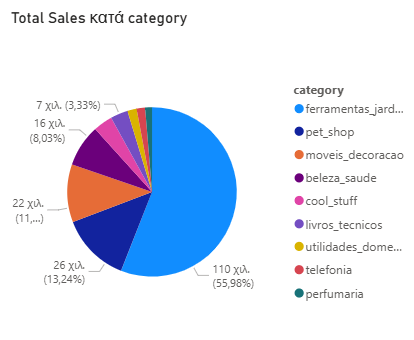 Total Sales κατά category
7 χιλ. (3,33%)
16 χιλ.
(8,03%)
22 χιλ.
(11,...)
26 χιλ.
(13,24%)
110 χιλ.
(55,98%)
category
ferramentas_jard...
pet_shop
moveis_decoracao
beleza_saude
cool_stuff
livros_tecnicos
utilidades_dome...
telefonia
perfumaria